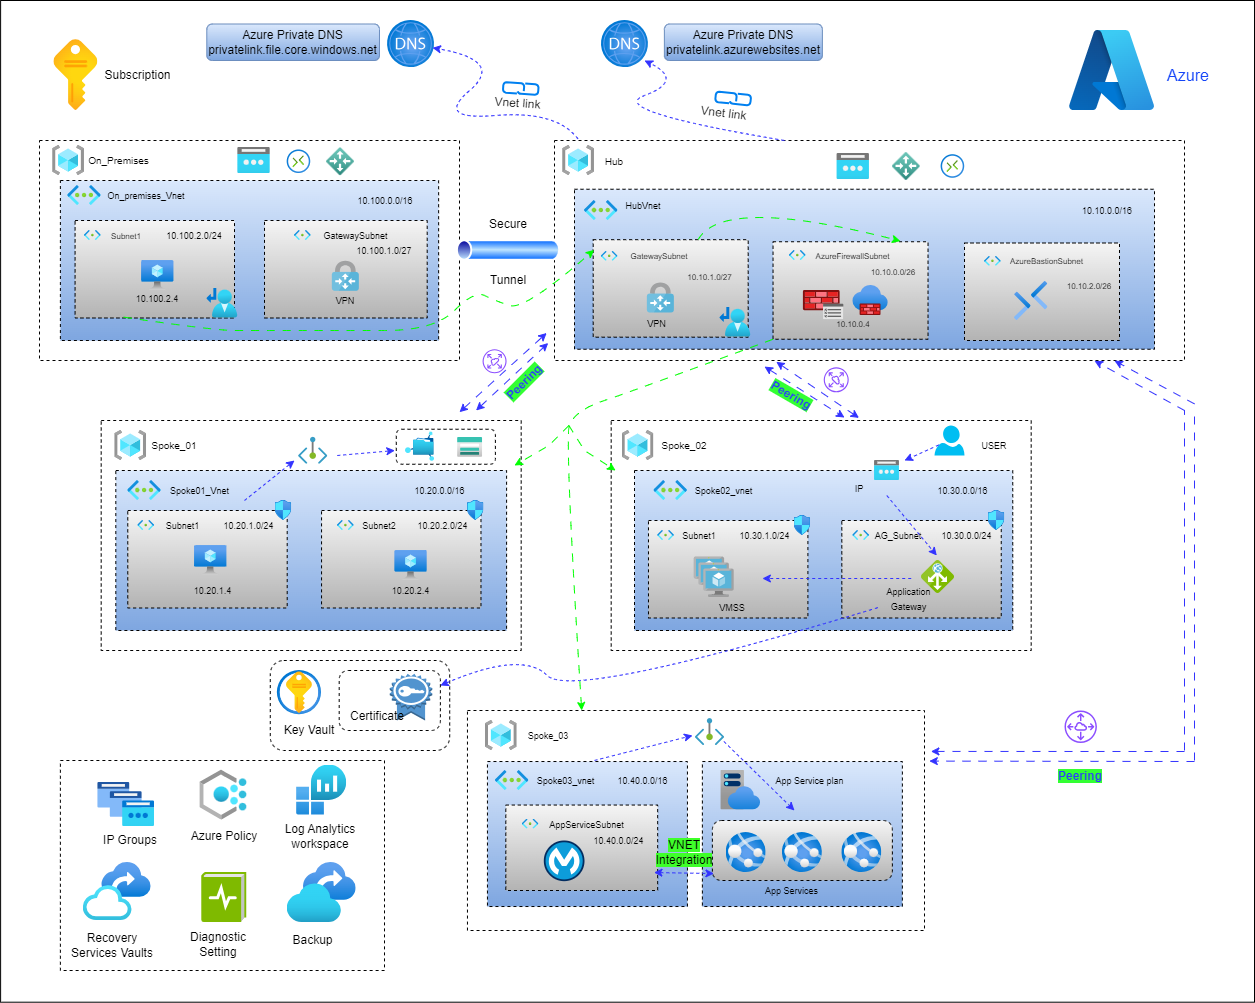 Azure Private DNS
privatelink.file.core.windows.net
DNS
DNS
Azure Private DNS
privatelink.azurewebsites.net
Subscription
Azure
Vnet link
Vnet link
On_Premises
On_premises_Vnet
10.100.0.0/16
Subnet1
10.100.2.0/24
10.100.2.4
GatewaySubnet
10.100.1.0/27
VPN
Secure
Tunnel
Hub
HubVnet
10.10.0.0/16
GatewaySubnet
10.10.1.0/27
VPN
AzureFirewallSubnet
10.10.0.0/26
10.10.0.4
AzureBastionSubnet
10.10.2.0/26
Peering
Peering
Spoke_01
Spoke01_Vnet
10.20.0.0/16
Subnet1
10.20.1.0/24
10.20.1.4
Subnet2
10.20.2.0/24
10.20.2.4
Spoke_02
USER
IP
Spoke02_vnet
10.30.0.0/16
Subnet1
10.30.1.0/24
VMSS
AG_Subnet
10.30.0.0/24
Application
Gateway
Key Vault
Certificate
Spoke_03
Spoke03_vnet
10.40.0.0/16
AppServiceSubnet
10.40.0.0/24
VNET
Integration
App Service plan
App Services
Peering
IP Groups
Azure Policy
Log Analytics
workspace
Recovery
Services Vaults
Diagnostic
Setting
Backup